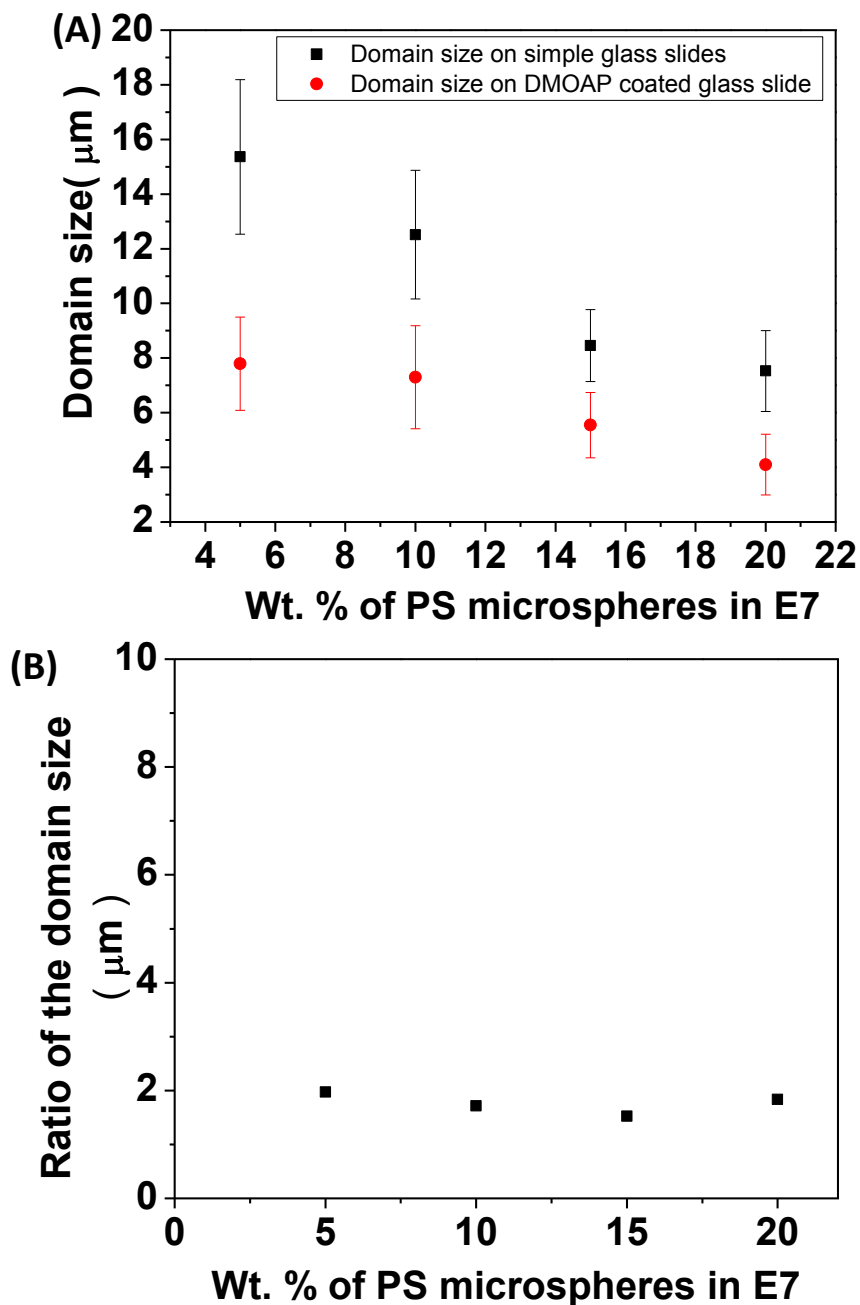 (A)
Domain size on simple glass slides
Domain size on DMOAP coated glass slide
Domain size( μm )
20
18
16
14
12
10
8
6
4
2
4 6 8 10 12 14 16 18 20 22
Wt. % of PS microspheres in E7
(B)
Ratio of the domain size
( μm )
10
8
6
4
2
0
0 5 10 15 20
Wt. % of PS microspheres in E7